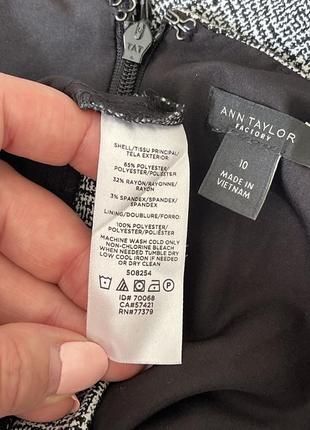 TAT
SHELL/TISSU PRINCIPAL/
TELA EXTERIOR:
65% POLYESTER/
POLYESTER/POLIÉSTER
32% RAYON/RAYONNE/
RAYON
3% SPANDEX/SPANDEX/
SPANDEX
LINING/DOUBLURE/FORRO:
100% POLYESTER/
POLYESTER/POLIÉSTER
MACHINE WASH COLD ONLY
NON-CHLORINE BLEACH
WHEN NEEDED TUMBLE DRY
LOW COOL IRON IF NEEDED
OR DRY CLEAN
508254
ID# 70068
CA#57421
RN#77379
ANN TAYLOR
FACTORY
10
MADE IN
VIETNAM